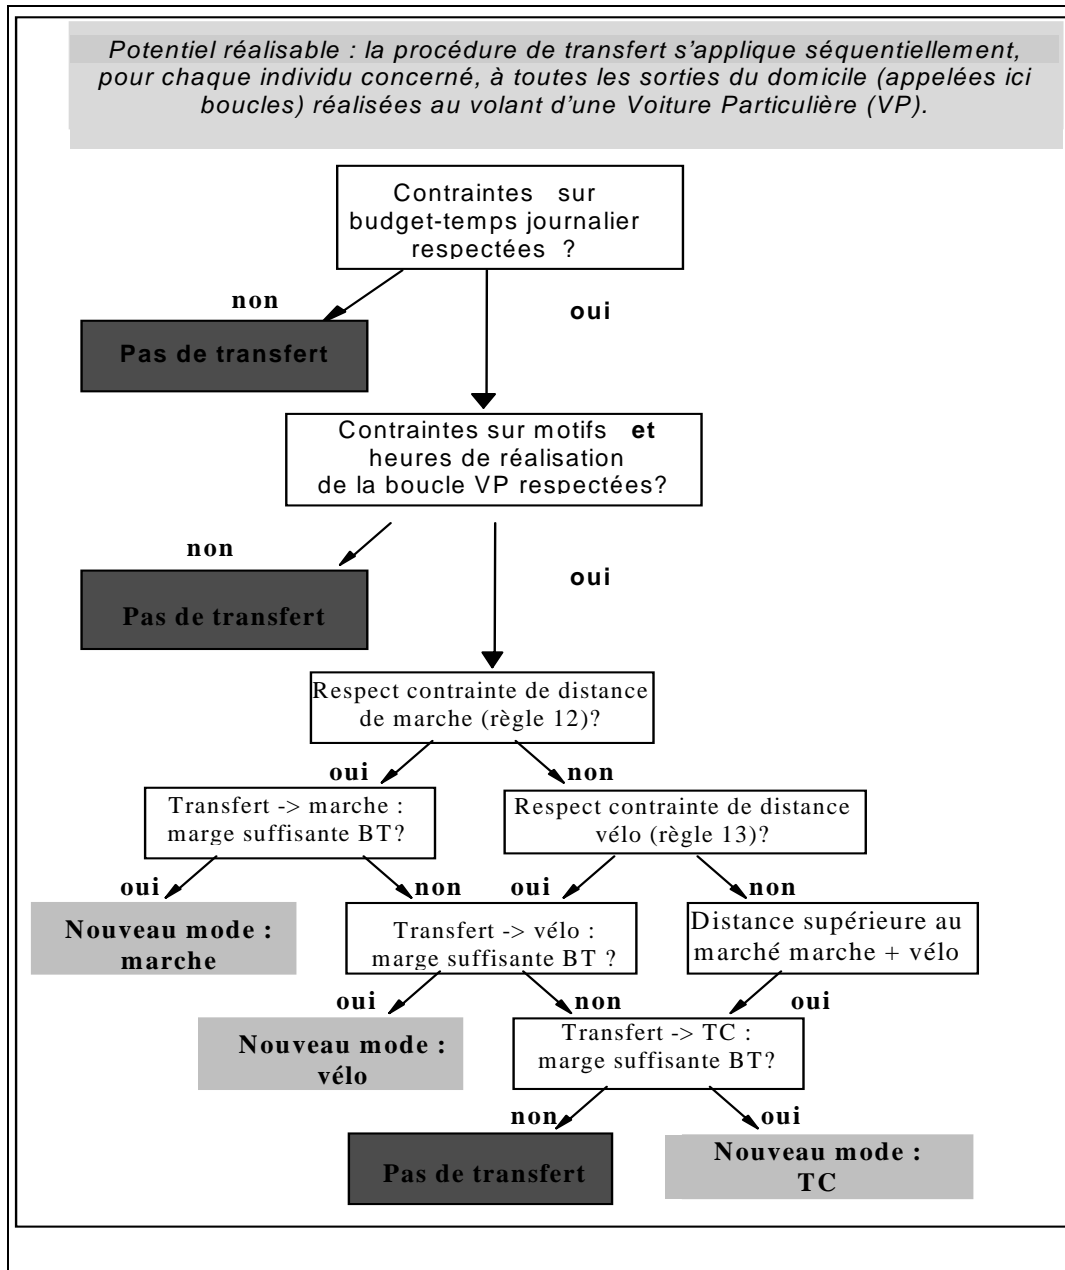 Potentiel réalisable : la procédure de transfert s'applique séquentiellement,
pour chaque individu concerné, à toutes les sorties du domicile (appelées ici
boucles) réalisées au volant d'une Voiture Particulière (VP).
Contraintes sur
budget-temps journalier
respectées ?
non
oui
Pas de transfert
Contraintes sur motifs et
heures de réalisation
de la boucle VP respectées?
non
oui
Pas de transfert
Respect contrainte de distance
de marche (règle 12)?
oui
non
Transfert -> marche :
marge suffisante BT?
Respect contrainte de distance
vélo (règle 13)?
oui
non
oui
non
Nouveau mode :
marche
Transfert -> vélo :
marge suffisante BT ?
Distance supérieure au
marché marche + vélo
oui
non
oui
Nouveau mode :
vélo
Transfert -> TC :
marge suffisante BT?
non
oui
Pas de transfert
Nouveau mode :
TC